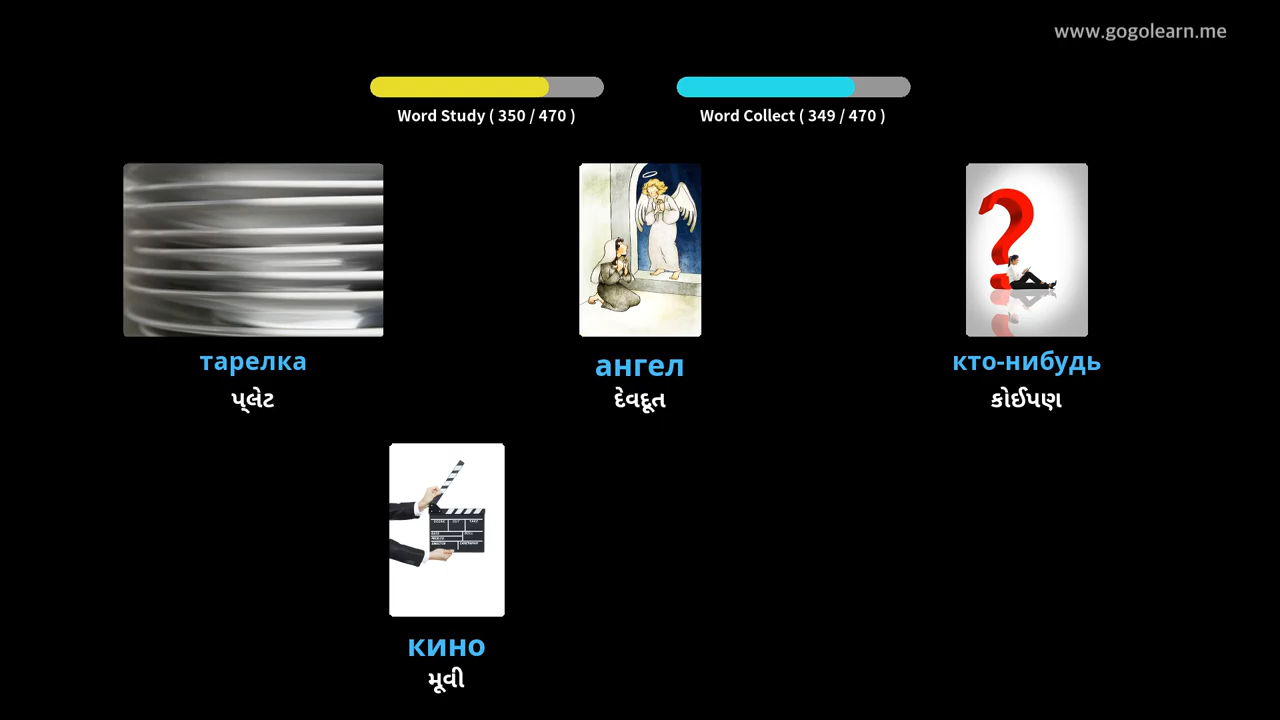 www.gogolearn.me
Word Study ( 350 / 470 )
Word Collect ( 349 / 470 )
тарелка
પ્લેટ
ангел
દેવદૂત
кто-нибудь
કોઈપણ
кино
મૂવી